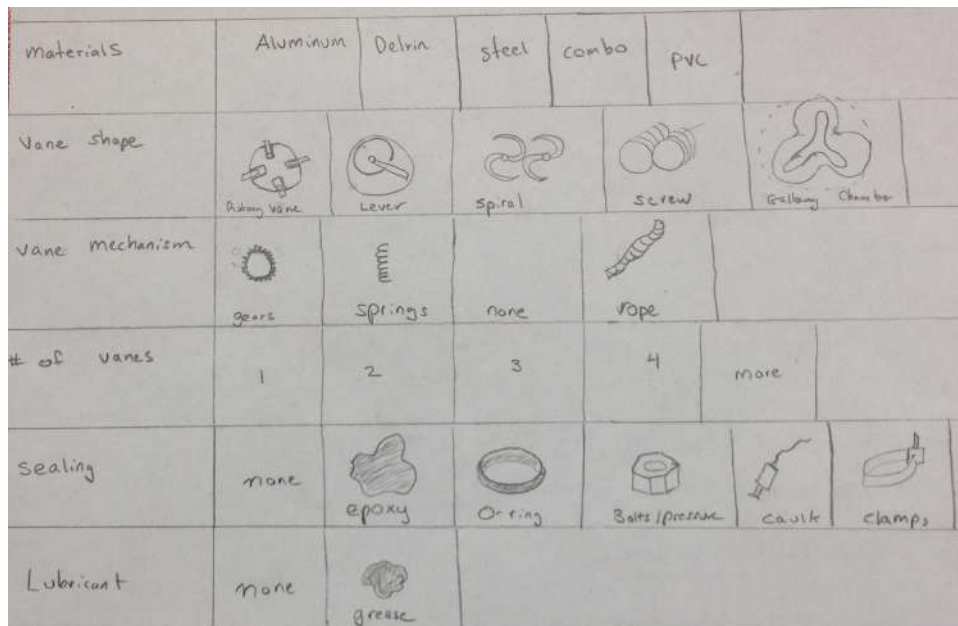 Materials Aluminum Delrin steel combo PVC
Vane shape
Rotary Vane Lever spiral screw Chamber
Vane mechanism
gears springs none rope
# of vanes 1 2 3 4 more
Sealing none
epoxy O-ring Bolts/pressure caulk clamps
Lubricant none
grease